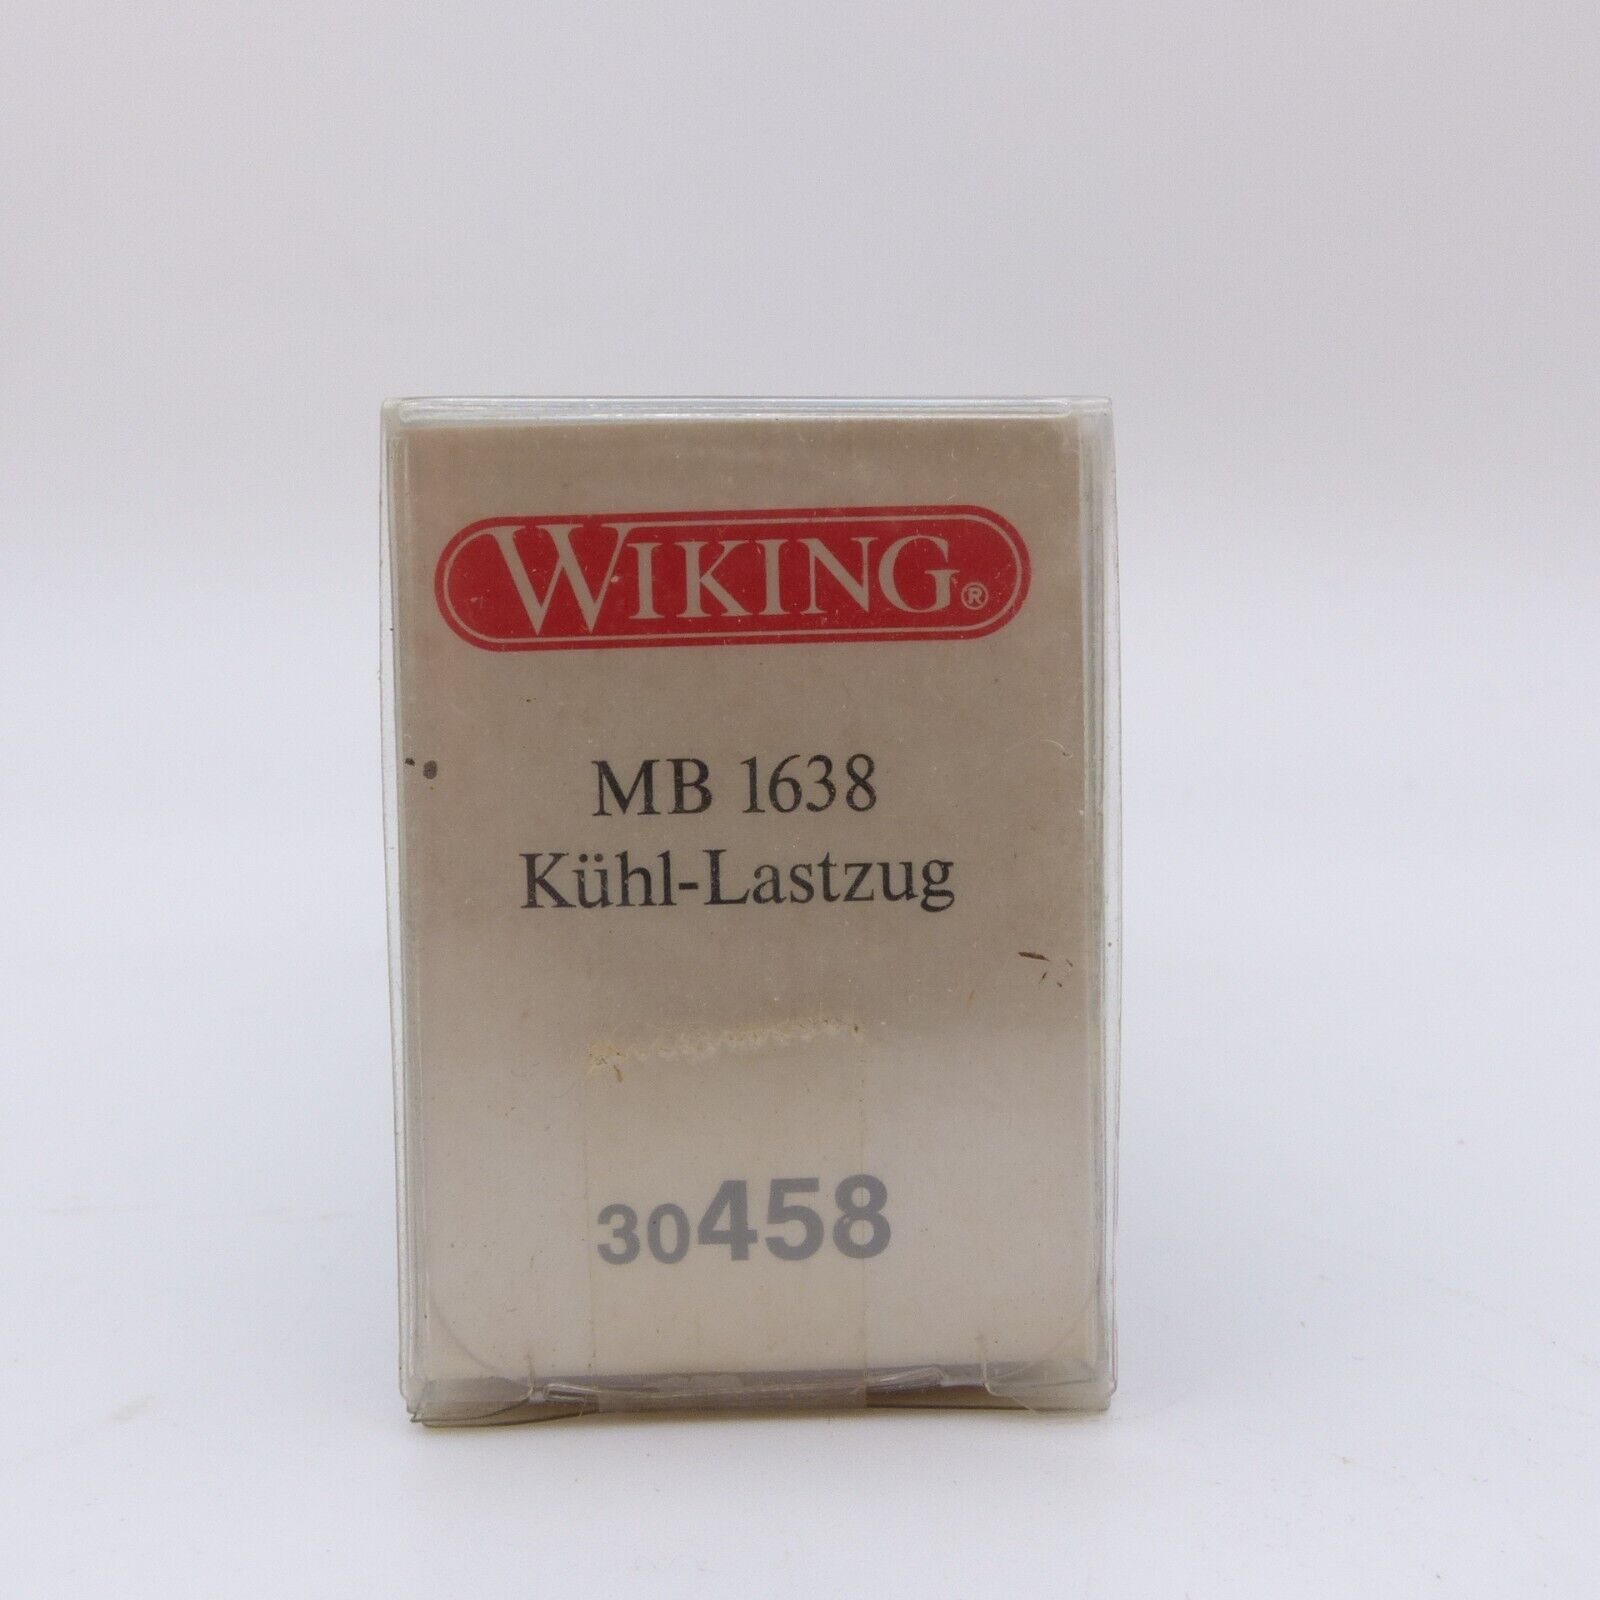 WIKING®
MB 1638
Kühl-Lastzug
30458